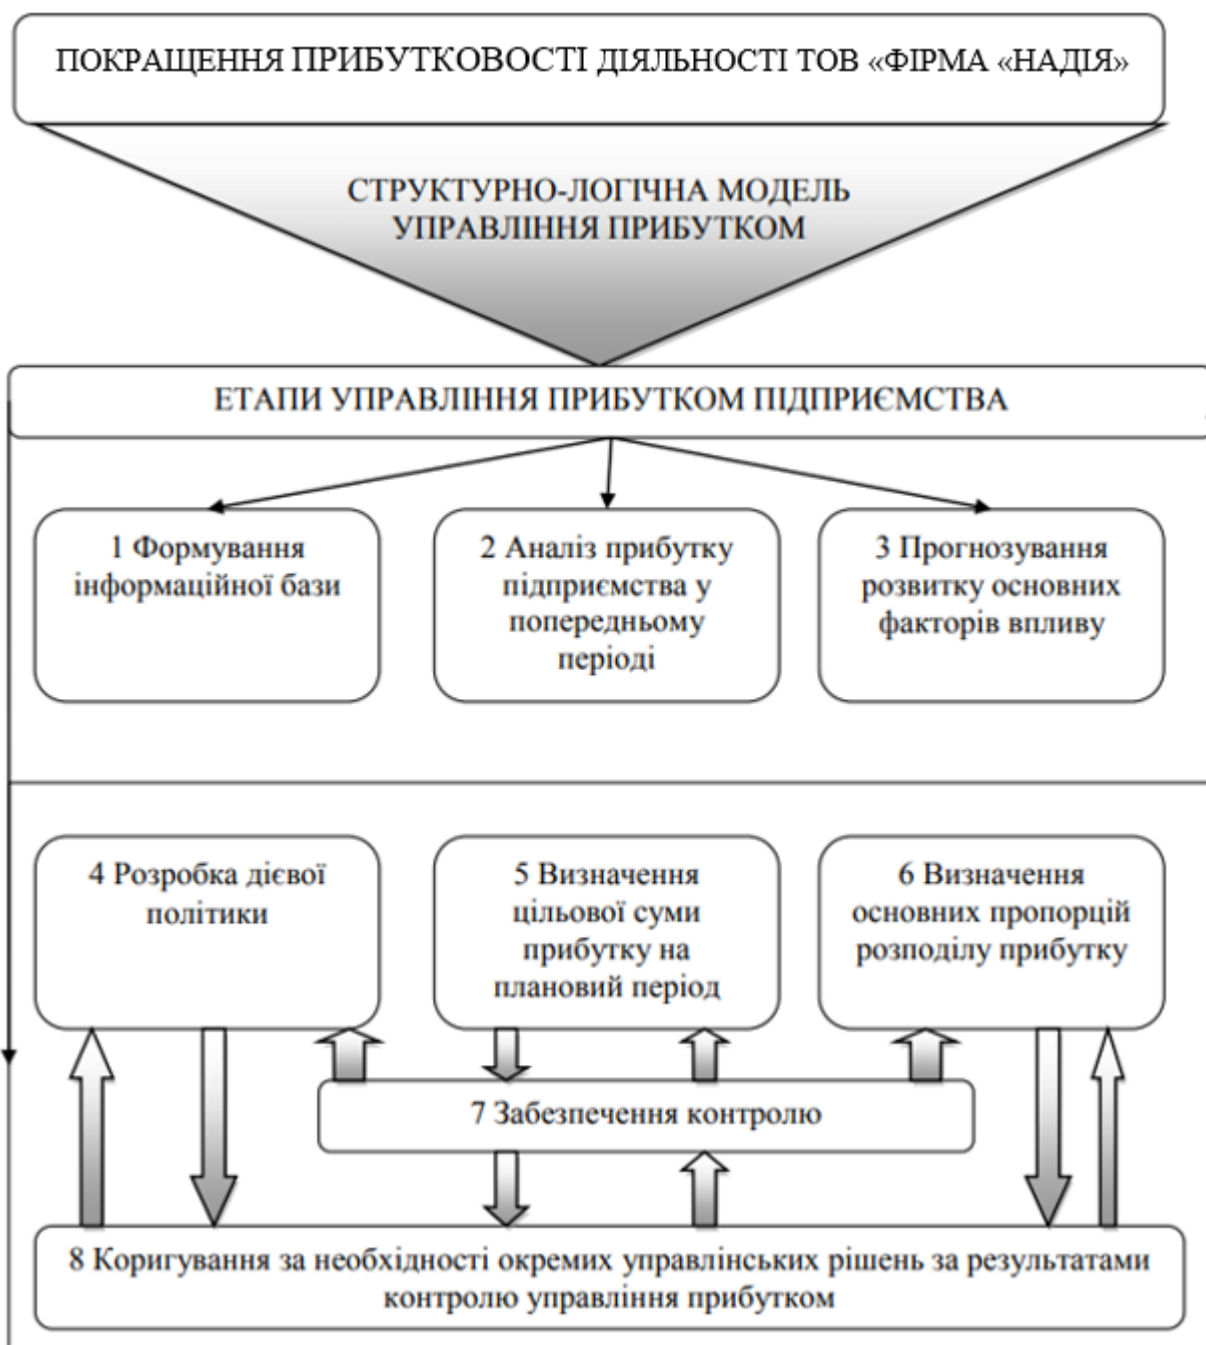 ПОКРАЩЕННЯ ПРИБУТКОВОСТІ ДІЯЛЬНОСТІ ТОВ «ФІРМА «НАДІЯ»
СТРУКТУРНО-ЛОГІЧНА МОДЕЛЬ
УПРАВЛІННЯ ПРИБУТКОМ
ЕТАПИ УПРАВЛІННЯ ПРИБУТКОМ ПІДПРИЄМСТВА
1 Формування
інформаційної бази
2 Аналіз прибутку
підприємства у
попередньому
періоді
3 Прогнозування
розвитку основних
факторів впливу
4 Розробка дієвої
політики
5 Визначення
цільової суми
прибутку на
плановий період
6 Визначення
основних пропорцій
розподілу прибутку
7 Забезпечення контролю
8 Коригування за необхідності окремих управлінських рішень за результатами
контролю управління прибутком